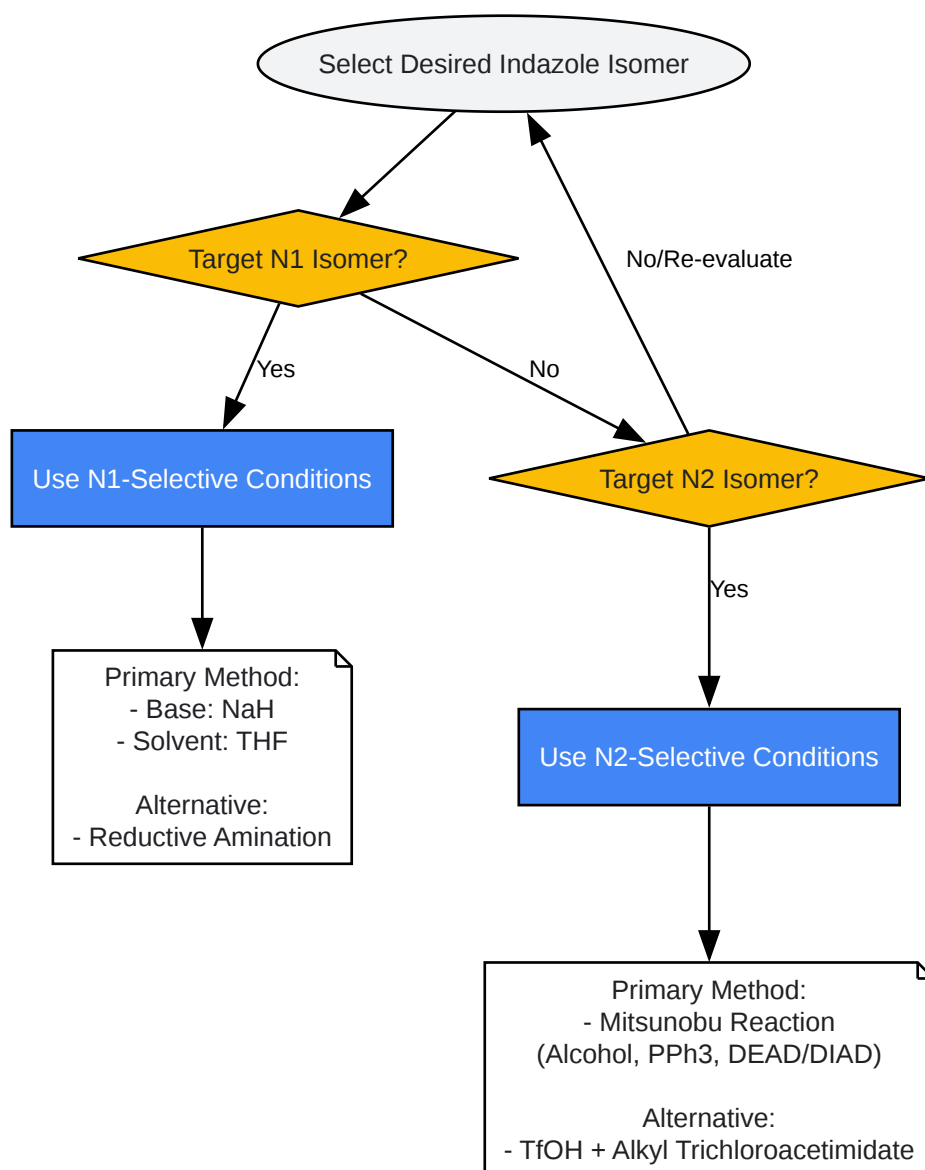 Select Desired Indazole Isomer
Target N1 Isomer?
No/Re-evaluate
Yes
No
Use N1-Selective Conditions
Target N2 Isomer?
Yes
Primary Method:
- Base: NaH
- Solvent: THF
Alternative:
- Reductive Amination
Use N2-Selective Conditions
Primary Method:
- Mitsunobu Reaction
(Alcohol, PPh3, DEAD/DIAD)
Alternative:
- TfOH + Alkyl Trichloroacetimidate